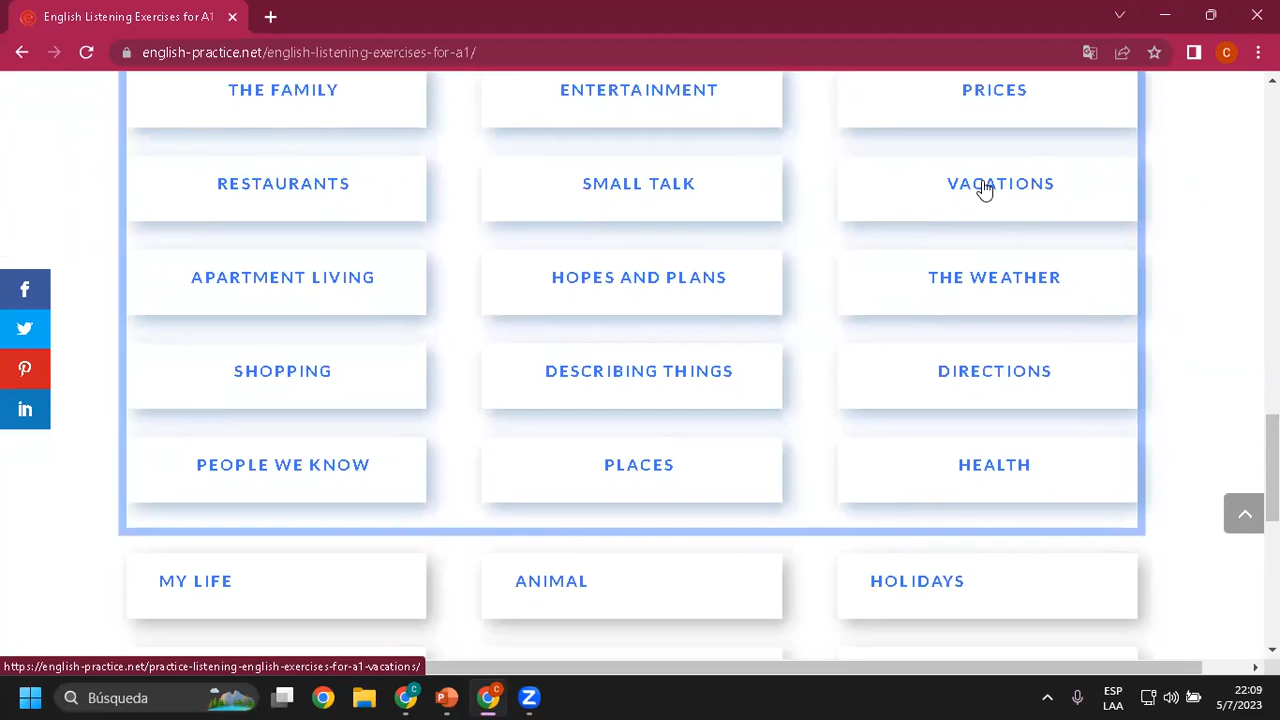 English Listening Exercises for A1
english-practice.net/english-listening-exercises-for-a1/
C
THE FAMILY
ENTERTAINMENT
PRICES
RESTAURANTS
SMALL TALK
VACATIONS
APARTMENT LIVING
HOPES AND PLANS
THE WEATHER
SHOPPING
DESCRIBING THINGS
DIRECTIONS
PEOPLE WE KNOW
PLACES
HEALTH
MY LIFE
ANIMAL
HOLIDAYS
https://english-practice.net/practice-listening-english-exercises-for-a1-vacations/
Búsqueda
ESP
LAA
22:09
5/7/2023